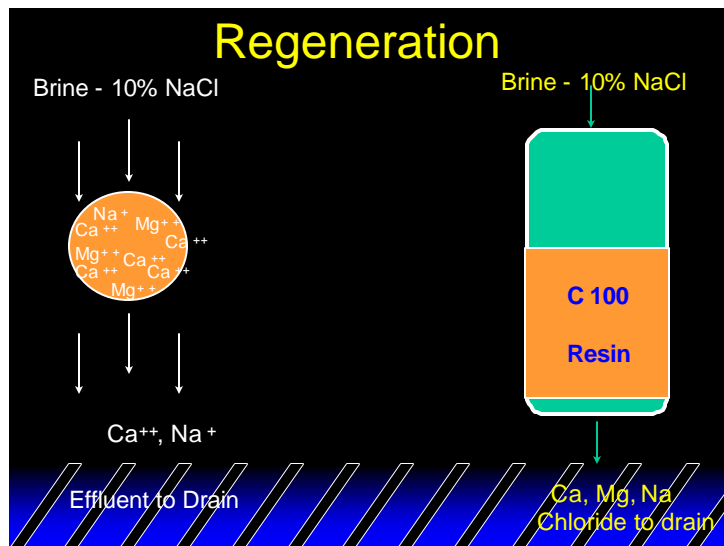 Regeneration
Brine - 10% NaCl
Na +
Ca ++
Mg+ +
Ca ++
Mg+ +
Ca ++
Ca ++
Ca ++
Mg+ +
Ca++, Na +
Effluent to Drain
Brine - 10% NaCl
C 100
Resin
Ca, Mg, Na
Chloride to drain